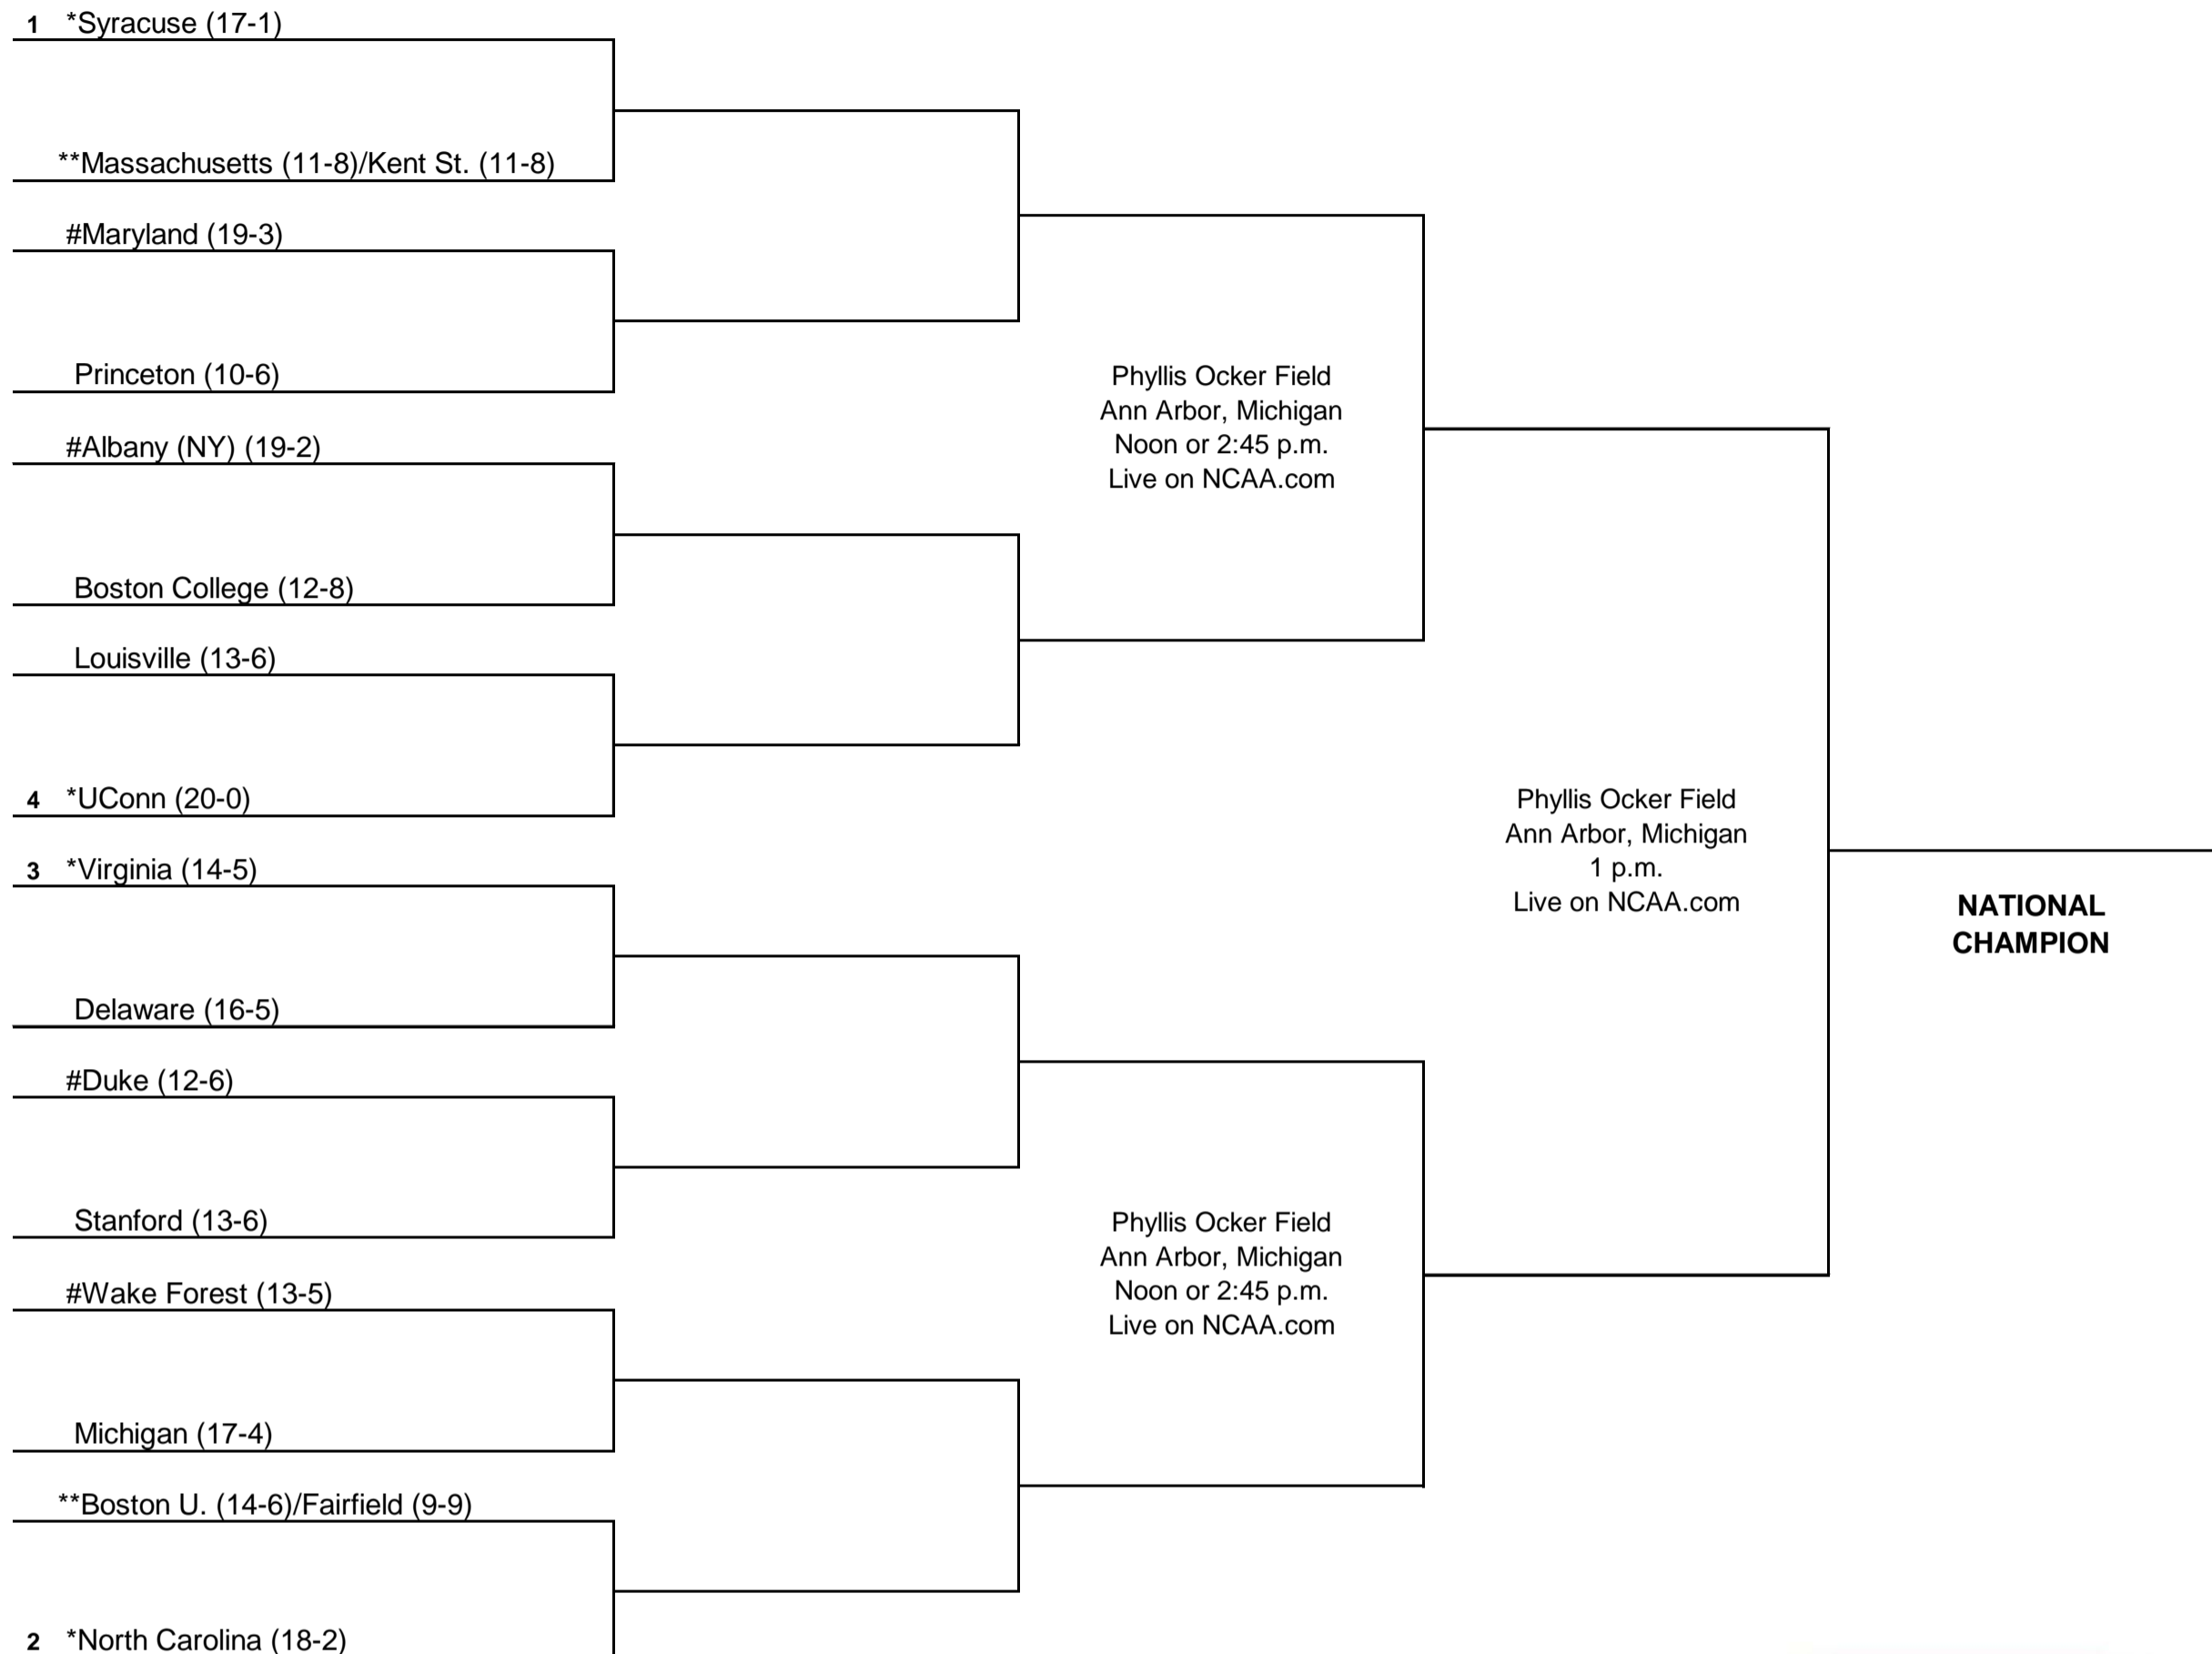 1 *Syracuse (17-1)
**Massachusetts (11-8)/Kent St. (11-8)
#Maryland (19-3)
Princeton (10-6)
#Albany (NY) (19-2)
Boston College (12-8)
Louisville (13-6)
4 *UConn (20-0)
3 *Virginia (14-5)
Delaware (16-5)
#Duke (12-6)
Stanford (13-6)
#Wake Forest (13-5)
Michigan (17-4)
**Boston U. (14-6)/Fairfield (9-9)
2 *North Carolina (18-2)
Phyllis Ocker Field
Ann Arbor, Michigan
Noon or 2:45 p.m.
Live on NCAA.com
Phyllis Ocker Field
Ann Arbor, Michigan
Noon or 2:45 p.m.
Live on NCAA.com
Phyllis Ocker Field
Ann Arbor, Michigan
1 p.m.
Live on NCAA.com
NATIONAL
CHAMPION